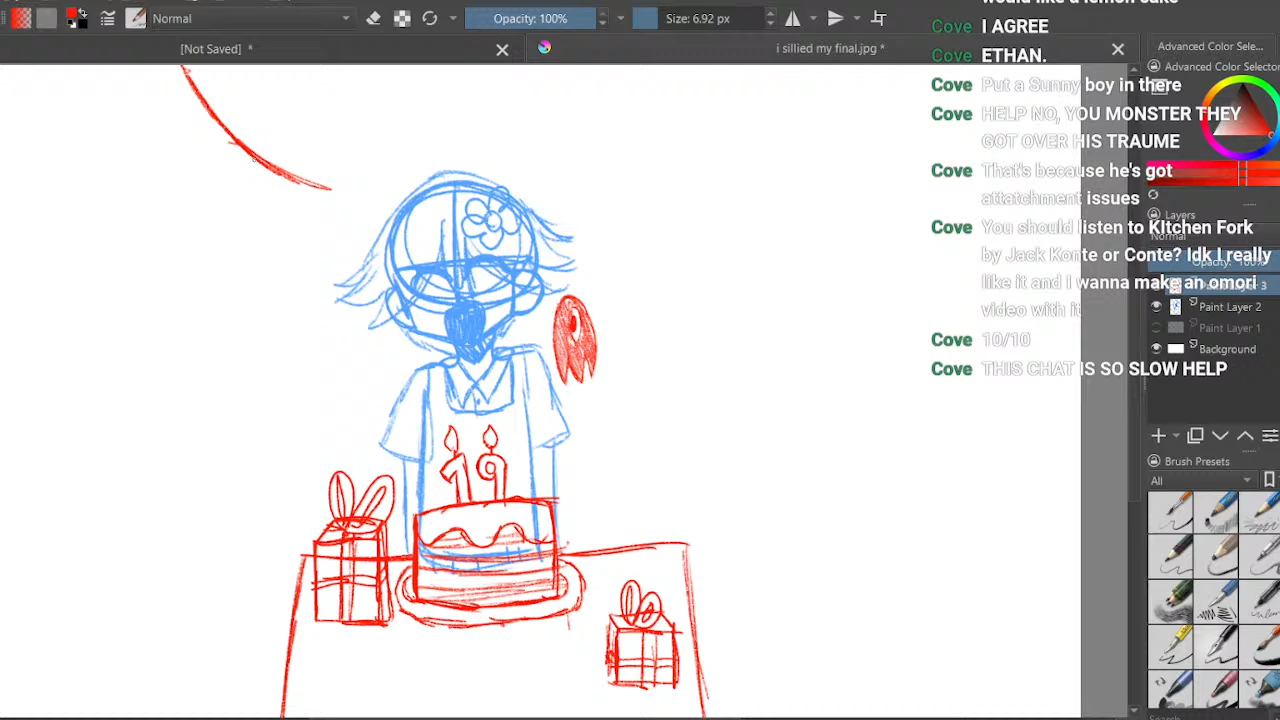 would like a lemon cake
Normal
Opacity: 100%
Size: 6.92 px
[Not Saved] *
i sillied my final.jpg *
Cove I AGREE
Cove ETHAN.
Cove Put a Sunny boy in there
Cove HELP NO, YOU MONSTER THEY
GOT OVER HIS TRAUME
Cove That's because he's got
attatchment issues
Cove You should listen to KItchen Fork
by Jack Konte or Conte? Idk I really
like it and I wanna make an omori
video with it
Cove 10/10
Cove THIS CHAT IS SO SLOW HELP
Advanced Color Sele...
Advanced Color Selector
Layers
Normal
Opacity: 100%
Paint Layer 3
Paint Layer 2
Paint Layer 1
Background
Brush Presets
All
19